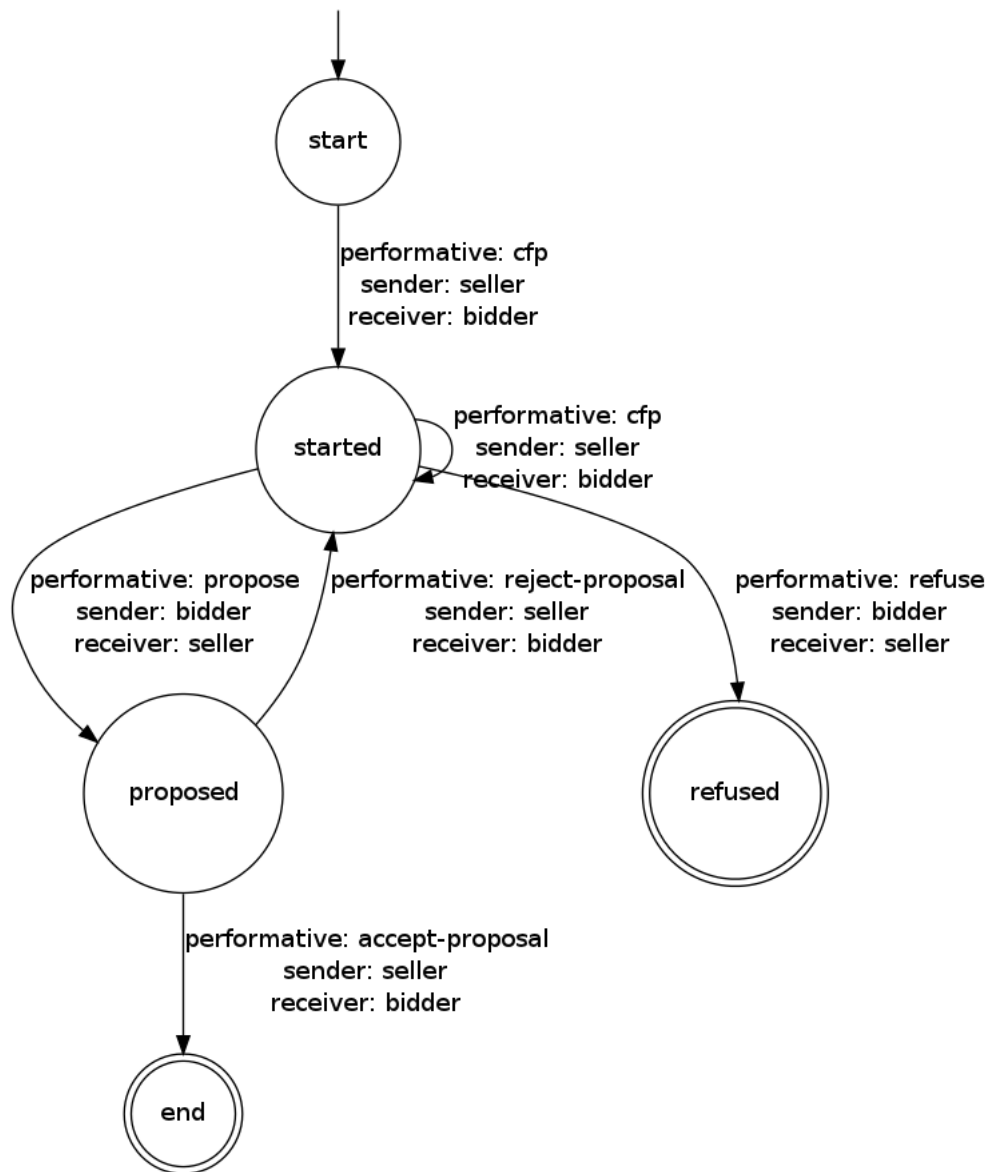 start
performative: cfp
sender: seller
receiver: bidder
started
performative: cfp
sender: seller
receiver: bidder
performative: propose
sender: bidder
receiver: seller
performative: reject-proposal
sender: seller
receiver: bidder
performative: refuse
sender: bidder
receiver: seller
proposed
refused
performative: accept-proposal
sender: seller
receiver: bidder
end